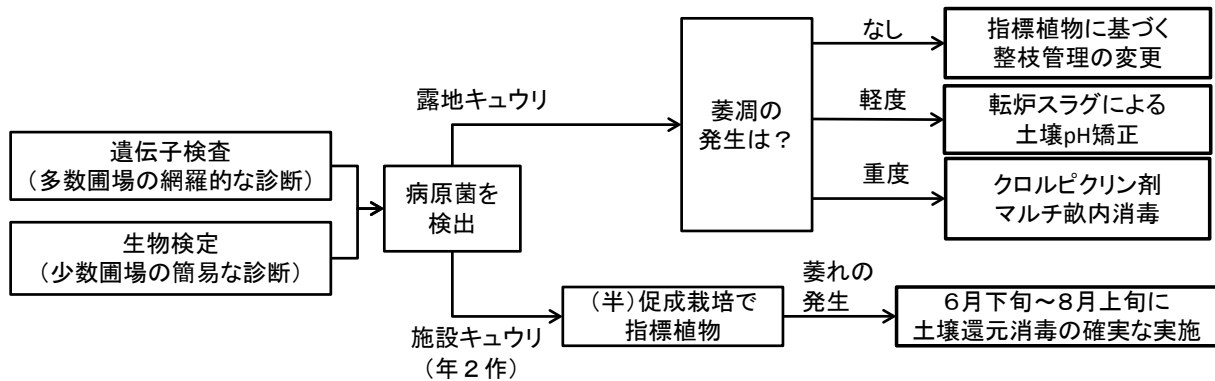 遺伝子検査
（多数圃場の網羅的な診断）
生物検定
（少数圃場の簡易な診断）
病原菌を
検出
露地キュウリ
萎凋の
発生は？
なし
指標植物に基づく
整枝管理の変更
軽度
転炉スラグによる
土壌pH矯正
重度
クロルピクリン剤
マルチ畝内消毒
施設キュウリ
（年２作）
（半）促成栽培で
指標植物
萎れの
発生
６月下旬～８月上旬に
土壌還元消毒の確実な実施